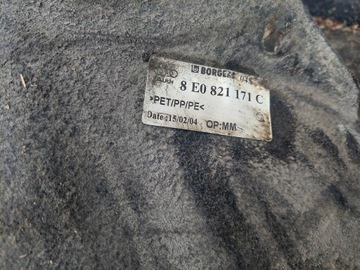 BORGERS
8 E0 821 171 C
>PET/PP/PE<
Date :15/02/04 OP:MM